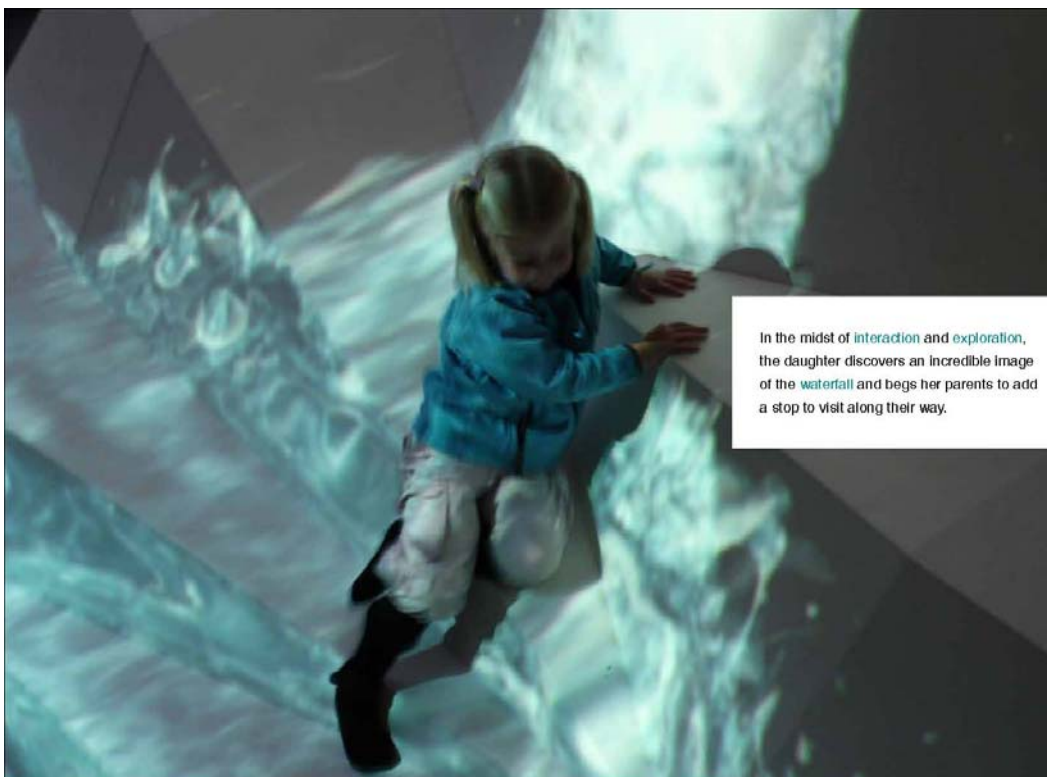 In the midst of interaction and exploration,
the daughter discovers an incredible image
of the waterfall and begs her parents to add
a stop to visit along their way.